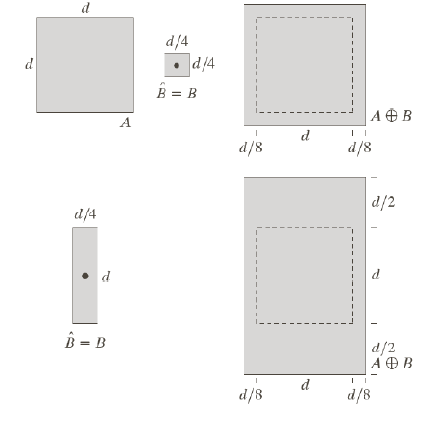 d
d
A
d/4
d/4
B̂ = B
A ⊕ B
d
d/8
d/8
d/4
d
B̂ = B
d/2
d
d/2
A ⊕ B
d
d/8
d/8